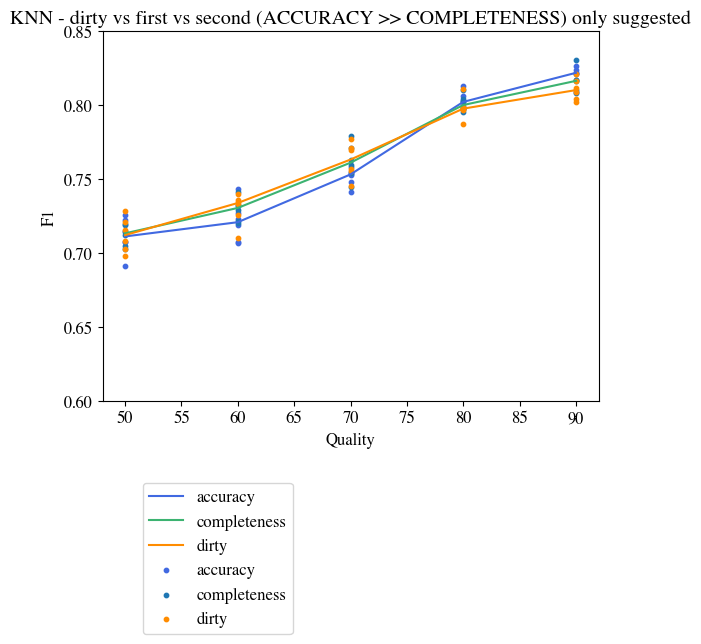 KNN - dirty vs first vs second (ACCURACY >> COMPLETENESS) only suggested
0.85
0.80
0.75
0.70
0.65
0.60
F1
50 55 60 65 70 75 80 85 90
Quality
accuracy
completeness
dirty
accuracy
completeness
dirty